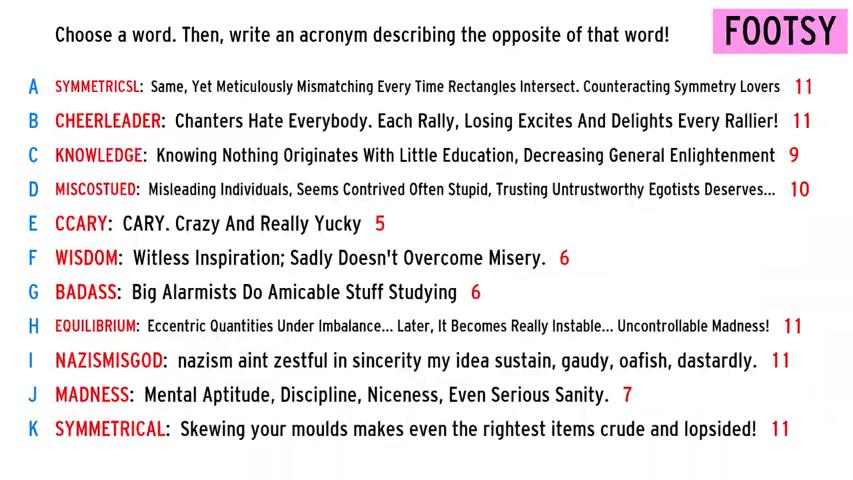 Choose a word. Then, write an acronym describing the opposite of that word!
FOOTSY
A SYMMETRICSL: Same, Yet Meticulously Mismatching Every Time Rectangles Intersect. Counteracting Symmetry Lovers 11
B CHEERLEADER: Chanters Hate Everybody. Each Rally, Losing Excites And Delights Every Rallier! 11
C KNOWLEDGE: Knowing Nothing Originates With Little Education, Decreasing General Enlightenment 9
D MISCOSTUED: Misleading Individuals, Seems Contrived Often Stupid, Trusting Untrustworthy Egotists Deserves... 10
E CCARY: CARY. Crazy And Really Yucky 5
F WISDOM: Witless Inspiration; Sadly Doesn't Overcome Misery. 6
G BADASS: Big Alarmists Do Amicable Stuff Studying 6
H EQUILIBRIUM: Eccentric Quantities Under Imbalance... Later, It Becomes Really Instable... Uncontrollable Madness! 11
I NAZISMISGOD: nazism aint zestful in sincerity my idea sustain, gaudy, oafish, dastardly. 11
J MADNESS: Mental Aptitude, Discipline, Niceness, Even Serious Sanity. 7
K SYMMETRICAL: Skewing your moulds makes even the rightest items crude and lopsided! 11